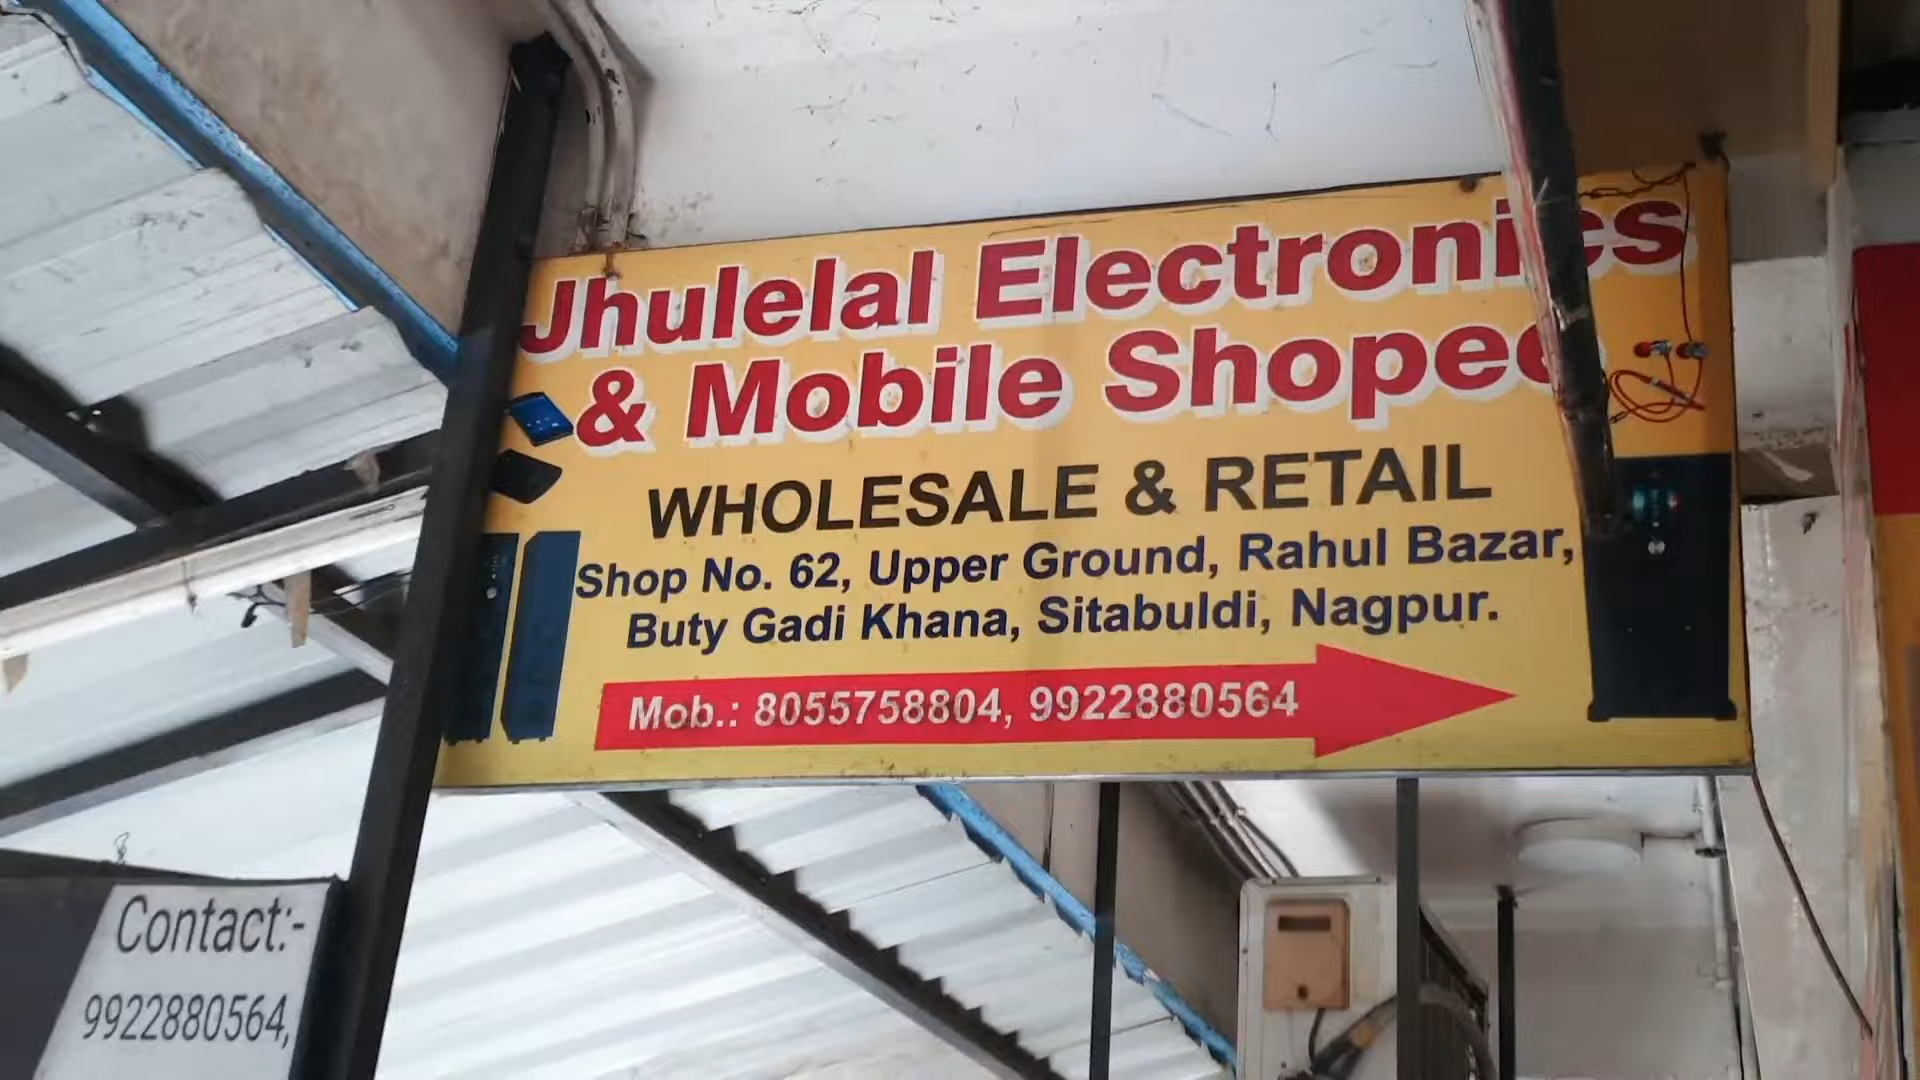 Jhulelal Electronics
& Mobile Shopee
WHOLESALE & RETAIL
Shop No. 62, Upper Ground, Rahul Bazar,
Buty Gadi Khana, Sitabuldi, Nagpur.
Mob.: 8055758804, 9922880564
Contact:-
9922880564,